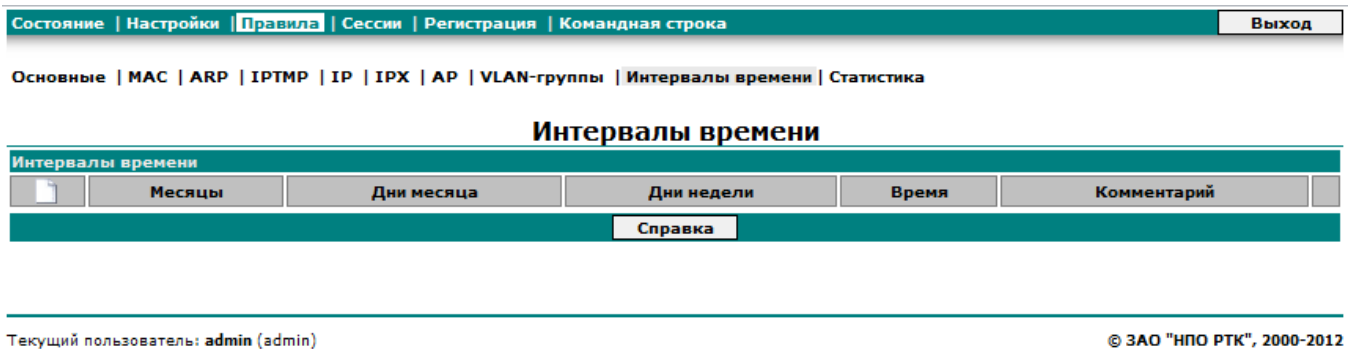 Состояние | Настройки | Правила | Сессии | Регистрация | Командная строка Выход
Основные | MAC | ARP | IPTMP | IP | IPX | AP | VLAN-группы | Интервалы времени | Статистика
Интервалы времени
Интервалы времени
Месяцы Дни месяца Дни недели Время Комментарий
Справка
Текущий пользователь: admin (admin) © ЗАО "НПО РТК", 2000-2012